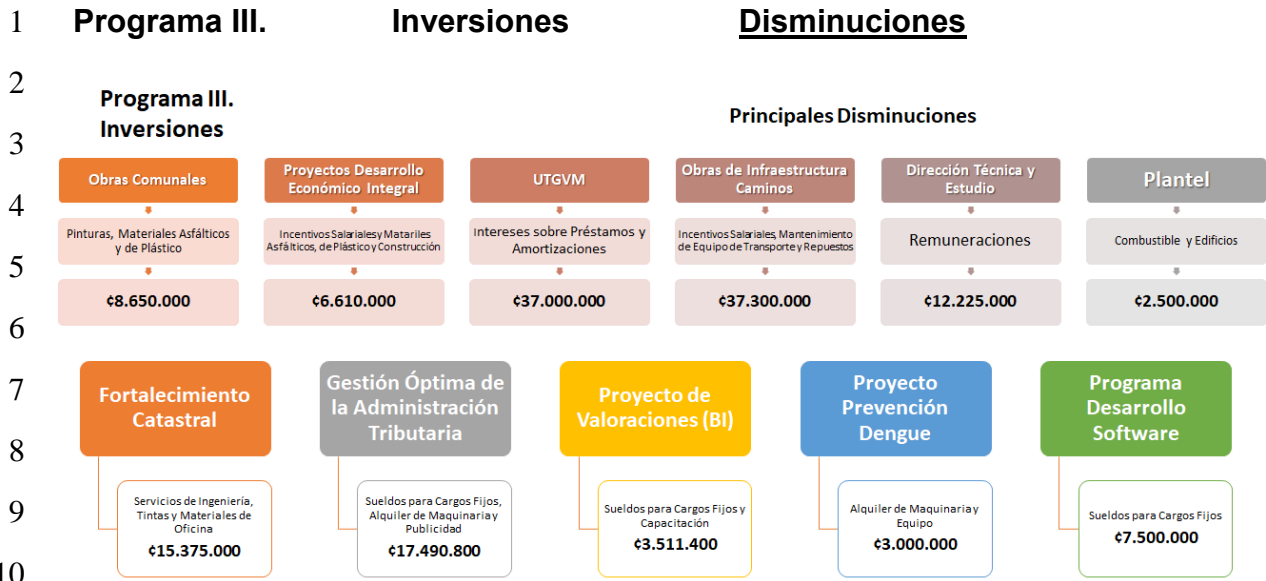 1 Programa III. Inversiones Disminuciones
2
Programa III.
Inversiones
Principales Disminuciones
3
Obras Comunales
Proyectos Desarrollo
Económico Integral
UTGVM
Obras de Infraestructura
Caminos
Dirección Técnica y
Estudio
Plantel
4
Pinturas, Materiales Asfálticos
y de Plástico
Incentivos Salariales y Matariles
Asfálticos, de Plástico y Construcción
Intereses sobre Préstamos y
Amortizaciones
Incentivos Salariales, Mantenimiento
de Equipo de Transporte y Repuestos
Remuneraciones
Combustible y Edificios
5
¢8.650.000
¢6.610.000
¢37.000.000
¢37.300.000
¢12.225.000
¢2.500.000
6
7
Fortalecimiento
Catastral
Gestión Óptima de
la Administración
Tributaria
Proyecto de
Valoraciones (BI)
Proyecto
Prevención
Dengue
Programa
Desarrollo
Software
8
9
Servicios de Ingeniería,
Tintas y Materiales de
Oficina
¢15.375.000
Sueldos para Cargos Fijos,
Alquiler de Maquinaria y
Publicidad
¢17.490.800
Sueldos para Cargos Fijos y
Capacitación
¢3.511.400
Alquiler de Maquinaria y
Equipo
¢3.000.000
Sueldos para Cargos Fijos
¢7.500.000
10